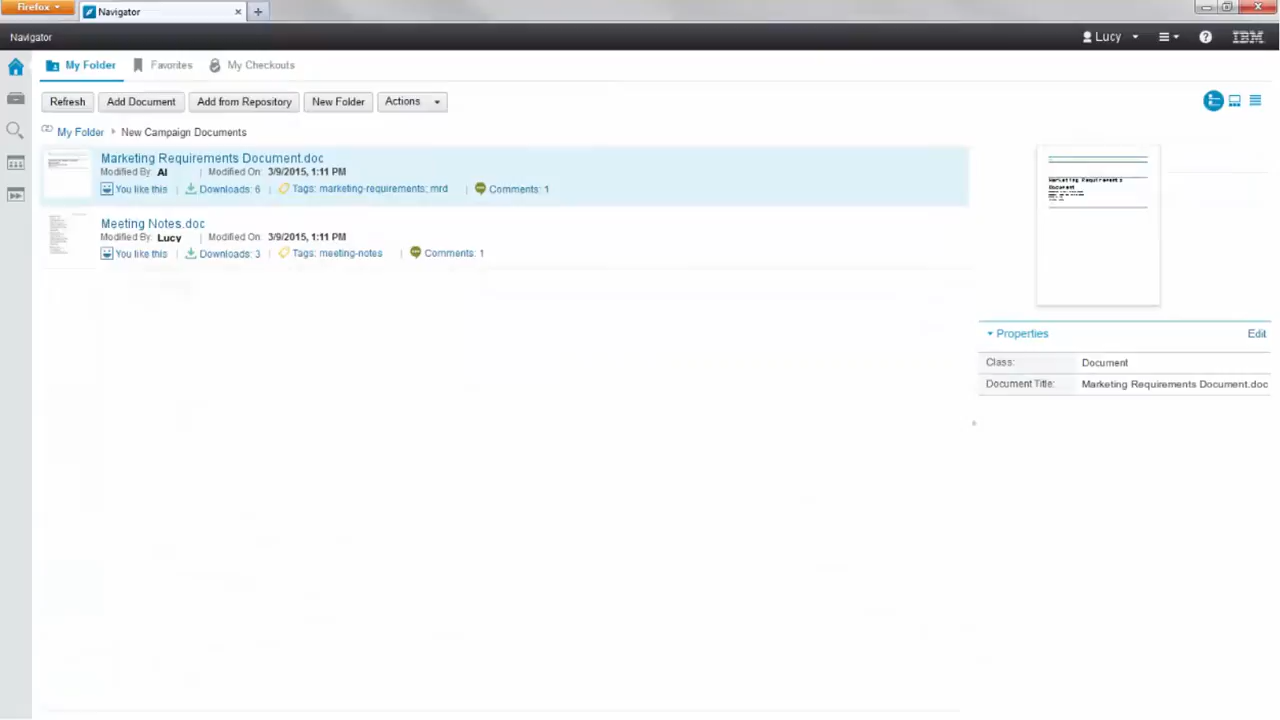 Firefox
Navigator
Navigator
Lucy
IBM
My Folder Favorites My Checkouts
Refresh Add Document Add from Repository New Folder Actions
My Folder New Campaign Documents
Marketing Requirements Document.doc
Modified By: Al | Modified On: 3/9/2015, 1:11 PM
You like this | Downloads: 6 | Tags: marketing-requirements; mrd | Comments: 1
Meeting Notes.doc
Modified By: Lucy | Modified On: 3/9/2015, 1:11 PM
You like this | Downloads: 3 | Tags: meeting-notes | Comments: 1
Marketing Requirements
Document
Properties Edit
Class: Document
Document Title: Marketing Requirements Document.doc